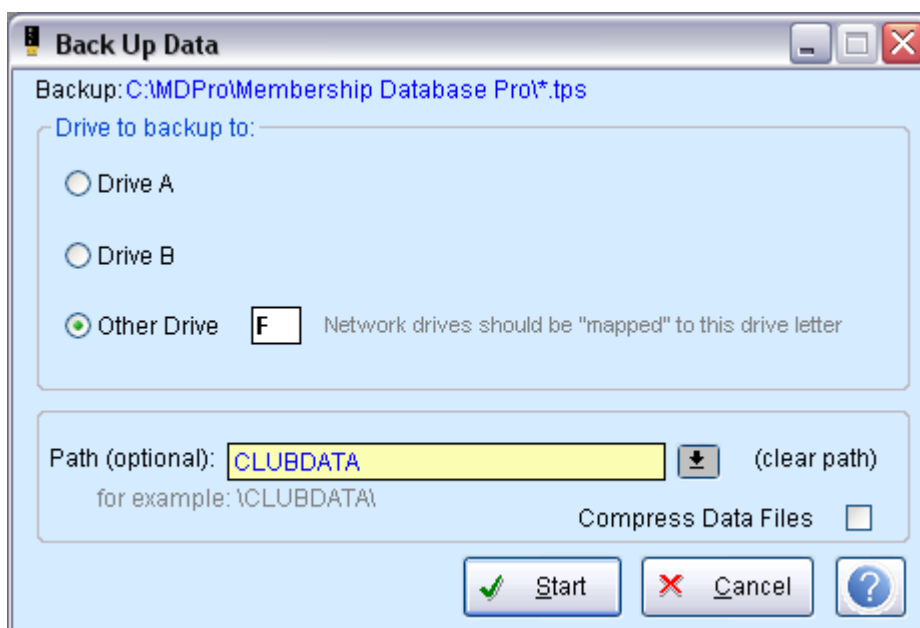 Back Up Data
Backup: C:\MDPro\Membership Database Pro\*.tps
Drive to backup to:
Drive A
Drive B
Other Drive F Network drives should be "mapped" to this drive letter
Path (optional): CLUBDATA (clear path)
for example: \CLUBDATA\
Compress Data Files
Start Cancel ?